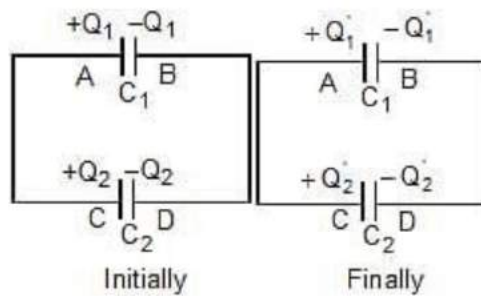 +Q₁ −Q₁
A B
C₁
+Q₂ −Q₂
C D
C₂
Initially
+ Q₁˙ − Q₁˙
A B
C₁
+ Q₂˙ − Q₂˙
C D
C₂
Finally